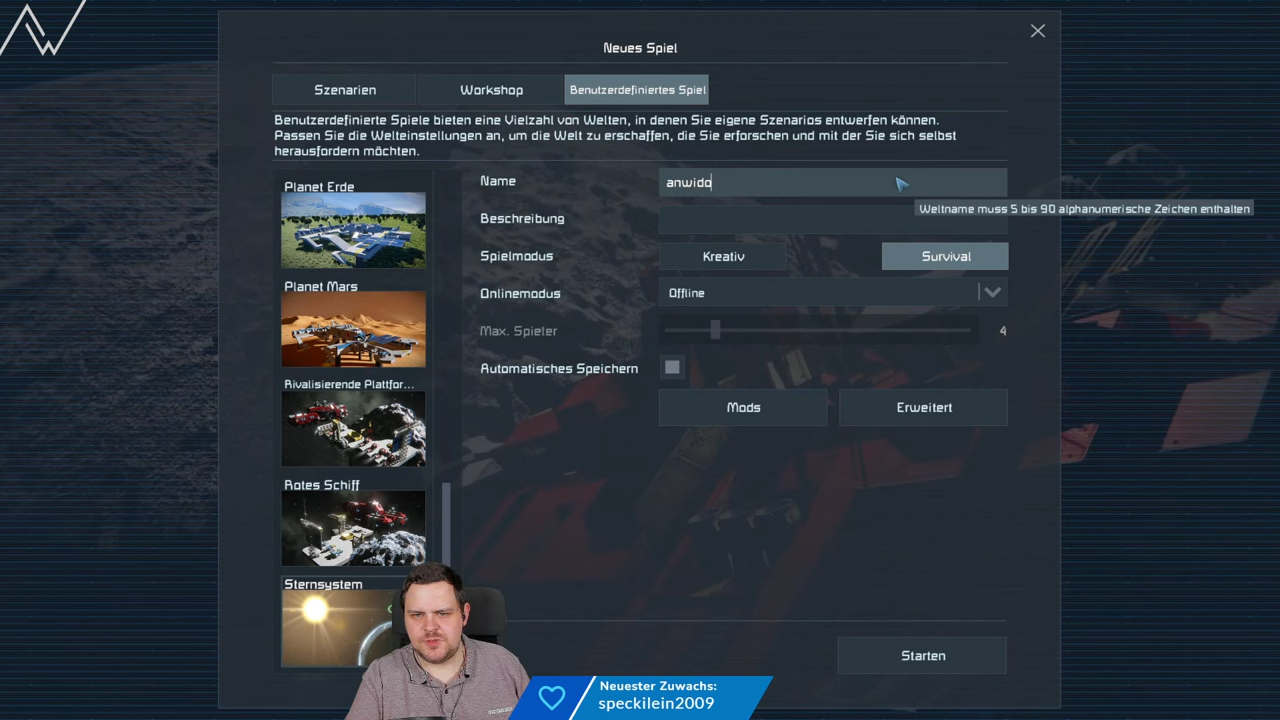 Neues Spiel
Szenarien
Workshop
Benutzerdefiniertes Spiel
Benutzerdefinierte Spiele bieten eine Vielzahl von Welten, in denen Sie eigene Szenarios entwerfen können.
Passen Sie die Welteinstellungen an, um die Welt zu erschaffen, die Sie erforschen und mit der Sie sich selbst
herausfordern möchten.
Planet Erde
Planet Mars
Rivalisierende Plattfor...
Rotes Schiff
Sternsystem
Name
anwido
Weltname muss 5 bis 90 alphanumerische Zeichen enthalten
Beschreibung
Spielmodus
Kreativ
Survival
Onlinemodus
Offline
Max. Spieler
4
Automatisches Speichern
Mods
Erweitert
Starten
Neuester Zuwachs:
speckilein2009